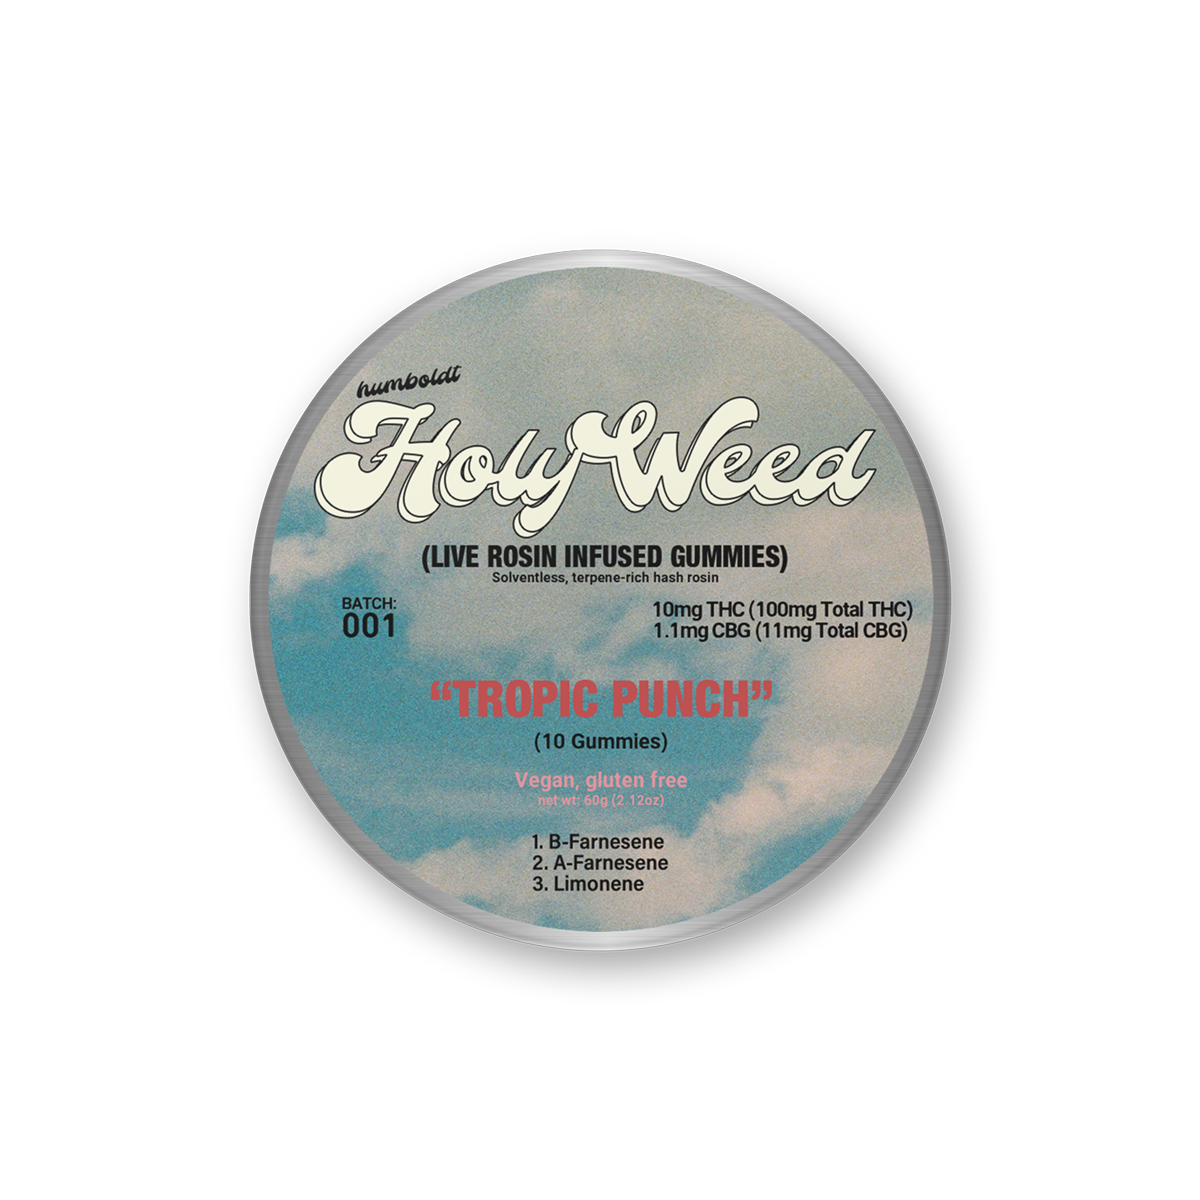 humboldt
Holy Weed
(LIVE ROSIN INFUSED GUMMIES)
Solventless, terpene-rich hash rosin
BATCH:
001
10mg THC (100mg Total THC)
1.1mg CBG (11mg Total CBG)
“TROPIC PUNCH”
(10 Gummies)
Vegan, gluten free
net wt: 60g (2.12oz)
1. B-Farnesene
2. A-Farnesene
3. Limonene